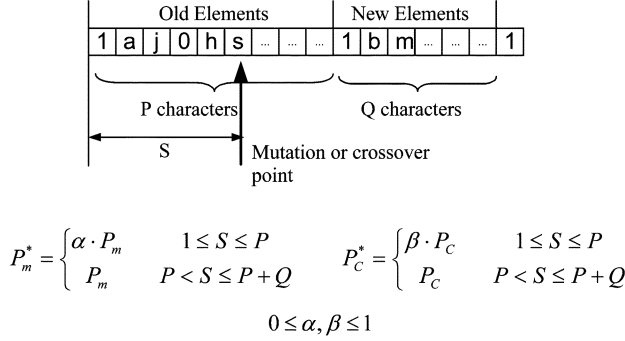 Old Elements New Elements
1 a j 0 h s ... ... ... 1 b m ... ... ... 1
P characters Q characters
S Mutation or crossover
point
P*m = { α · Pm 1 ≤ S ≤ P P*C = { β · PC 1 ≤ S ≤ P
Pm P < S ≤ P + Q PC P < S ≤ P + Q
0 ≤ α, β ≤ 1